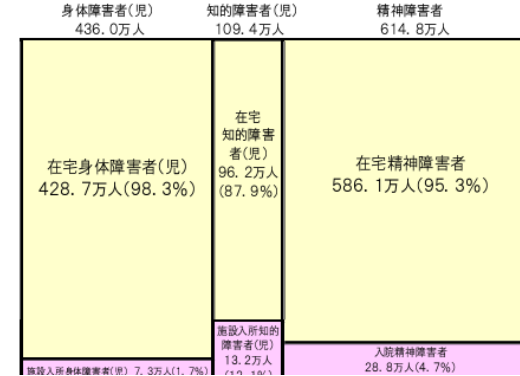 身体障害者(児)
436.0万人
知的障害者(児)
109.4万人
精神障害者
614.8万人
在宅身体障害者(児)
428.7万人(98.3%)
在宅
知的障害
者(児)
96.2万人
(87.9%)
在宅精神障害者
586.1万人(95.3%)
施設入所身体障害者(児) 7.3万人(1.7%)
施設入所知的
障害者(児)
13.2万人
(12.1%)
入院精神障害者
28.8万人(4.7%)